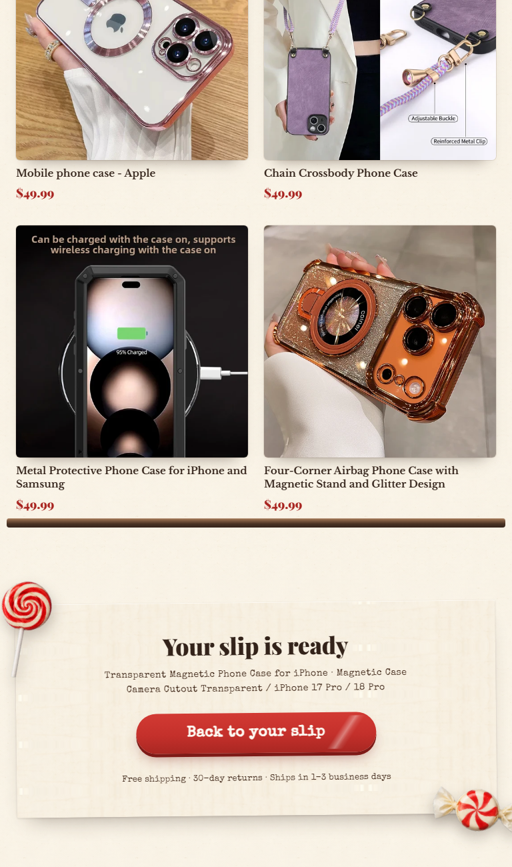 Adjustable Buckle
Reinforced Metal Clip
Mobile phone case - Apple
$49.99
Chain Crossbody Phone Case
$49.99
Can be charged with the case on, supports
wireless charging with the case on
95% Charged
Metal Protective Phone Case for iPhone and
Samsung
$49.99
Four-Corner Airbag Phone Case with
Magnetic Stand and Glitter Design
$49.99
Your slip is ready
Transparent Magnetic Phone Case for iPhone · Magnetic Case
Camera Cutout Transparent / iPhone 17 Pro / 18 Pro
Back to your slip
Free shipping · 30-day returns · Ships in 1–3 business days